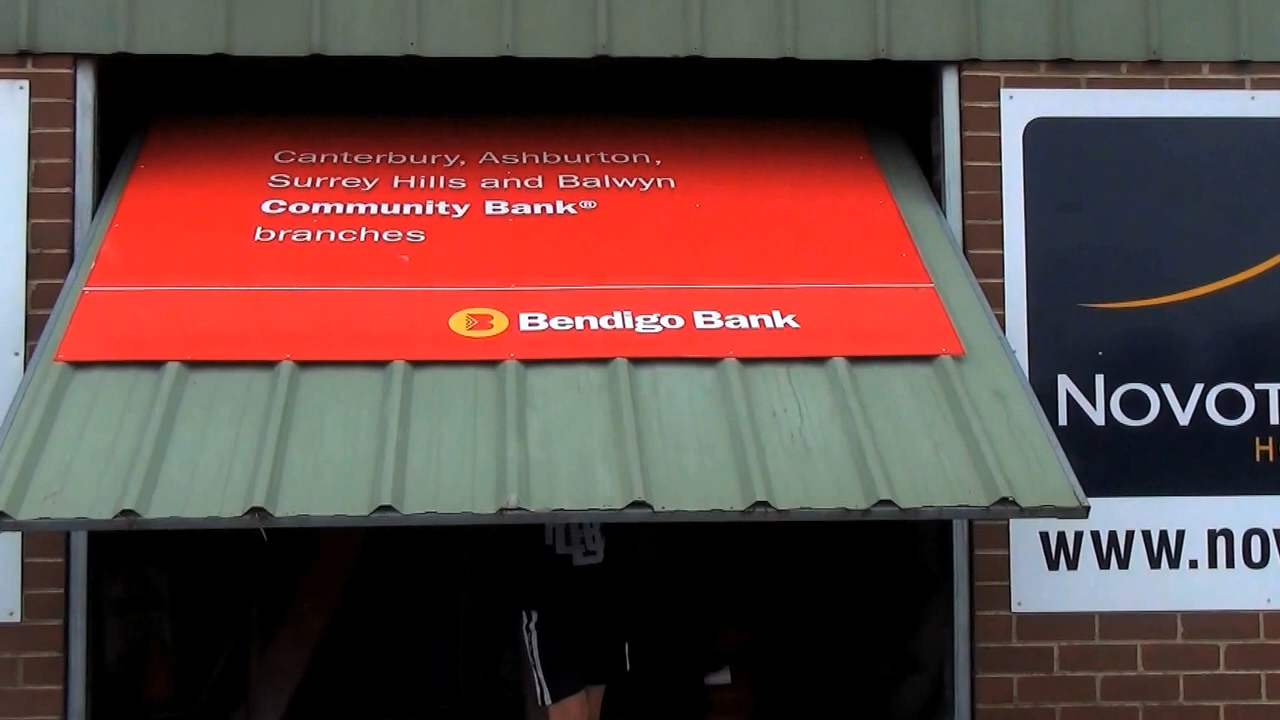 Canterbury, Ashburton,
Surrey Hills and Balwyn
Community Bank®
branches
Bendigo Bank
NOVOT
H
www.nov